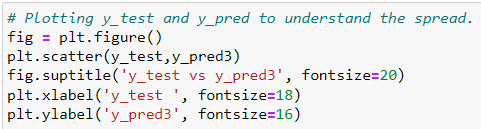 # Plotting y_test and y_pred to understand the spread.
fig = plt.figure()
plt.scatter(y_test,y_pred3)
fig.suptitle('y_test vs y_pred3', fontsize=20)
plt.xlabel('y_test ', fontsize=18)
plt.ylabel('y_pred3', fontsize=16)